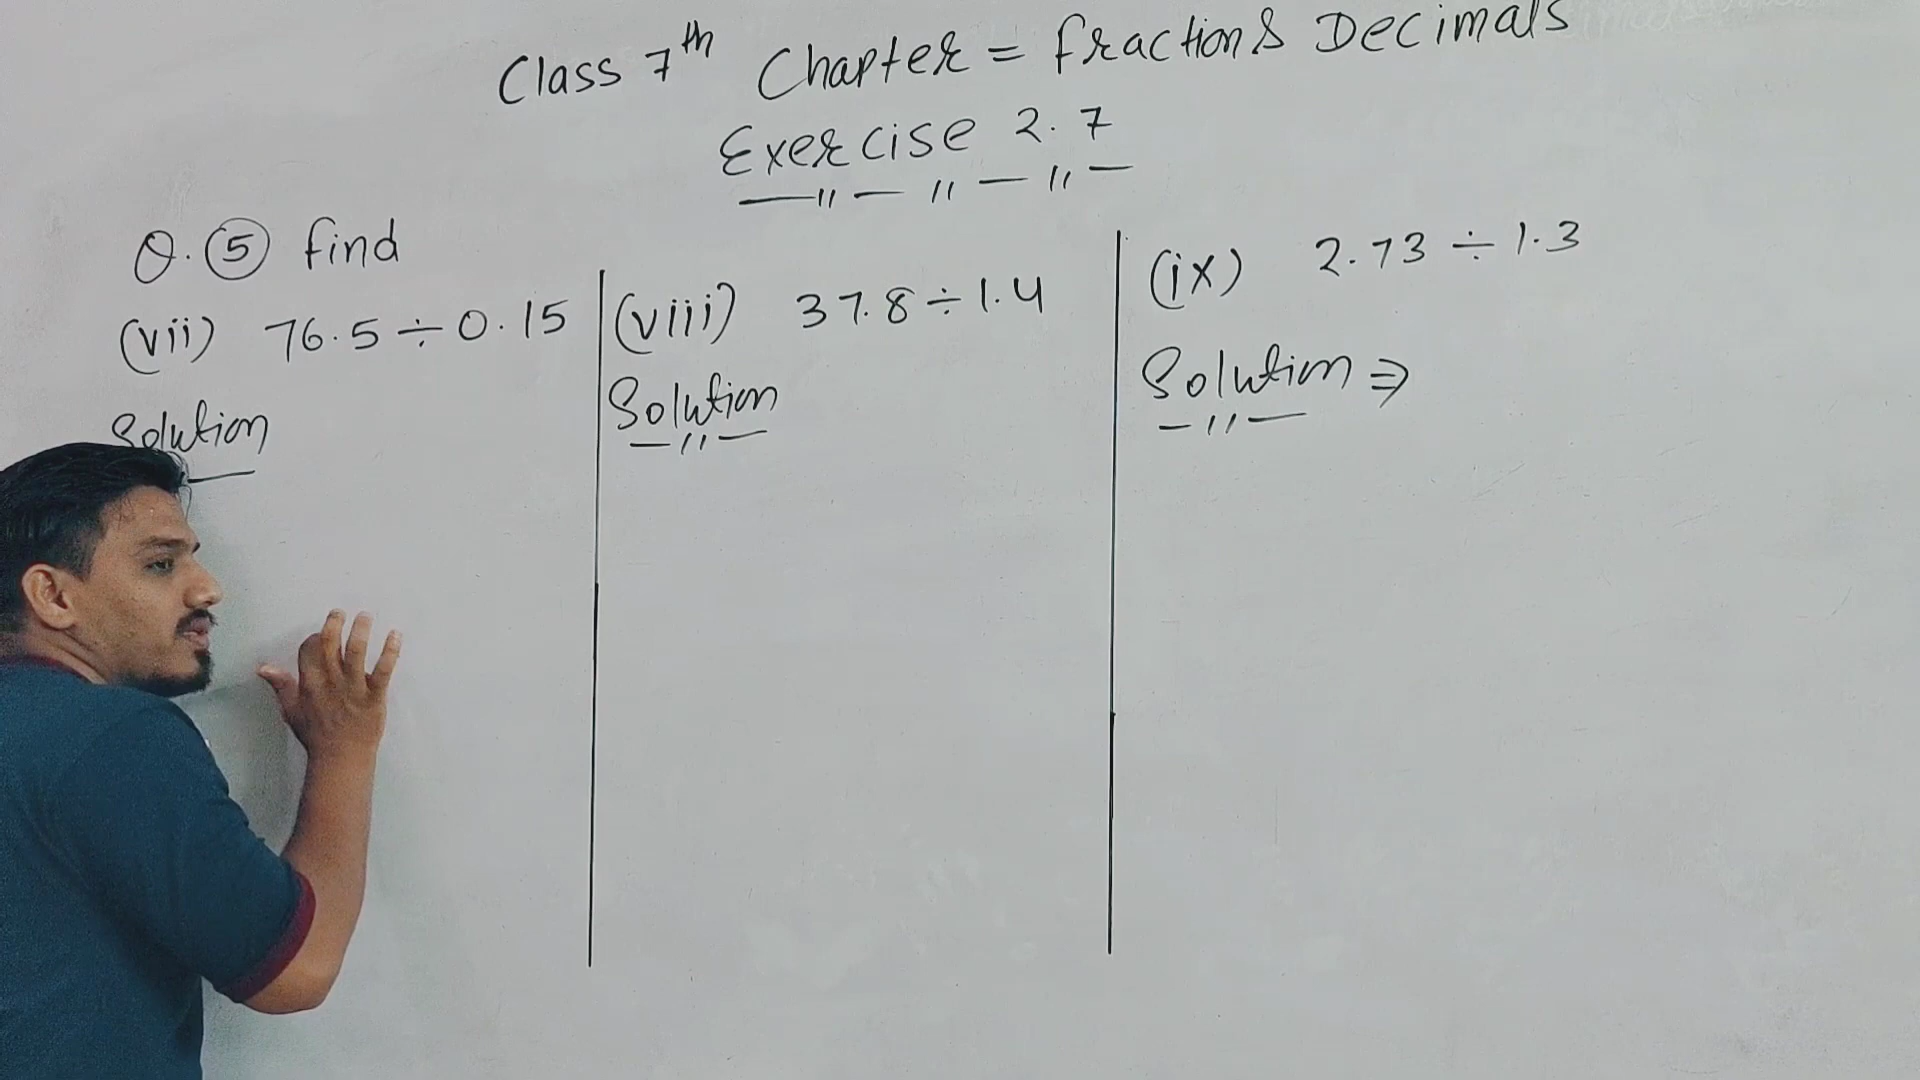 Class 7th Chapter = fraction & Decimals
Exercise 2.7
Q. 5 find
(vii) 76.5 ÷ 0.15
Solution
(viii) 37.8 ÷ 1.4
Solution
(ix) 2.73 ÷ 1.3
Solution ⇒